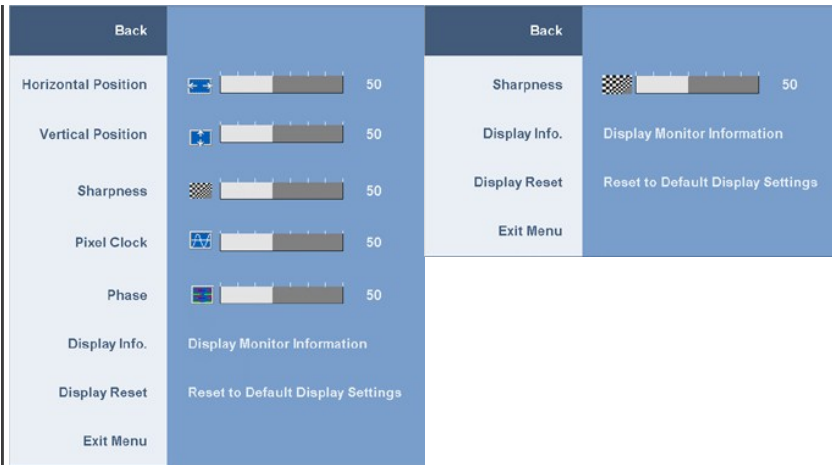 Back
Horizontal Position 50
Vertical Position 50
Sharpness 50
Pixel Clock 50
Phase 50
Display Info. Display Monitor Information
Display Reset Reset to Default Display Settings
Exit Menu
Back
Sharpness 50
Display Info. Display Monitor Information
Display Reset Reset to Default Display Settings
Exit Menu